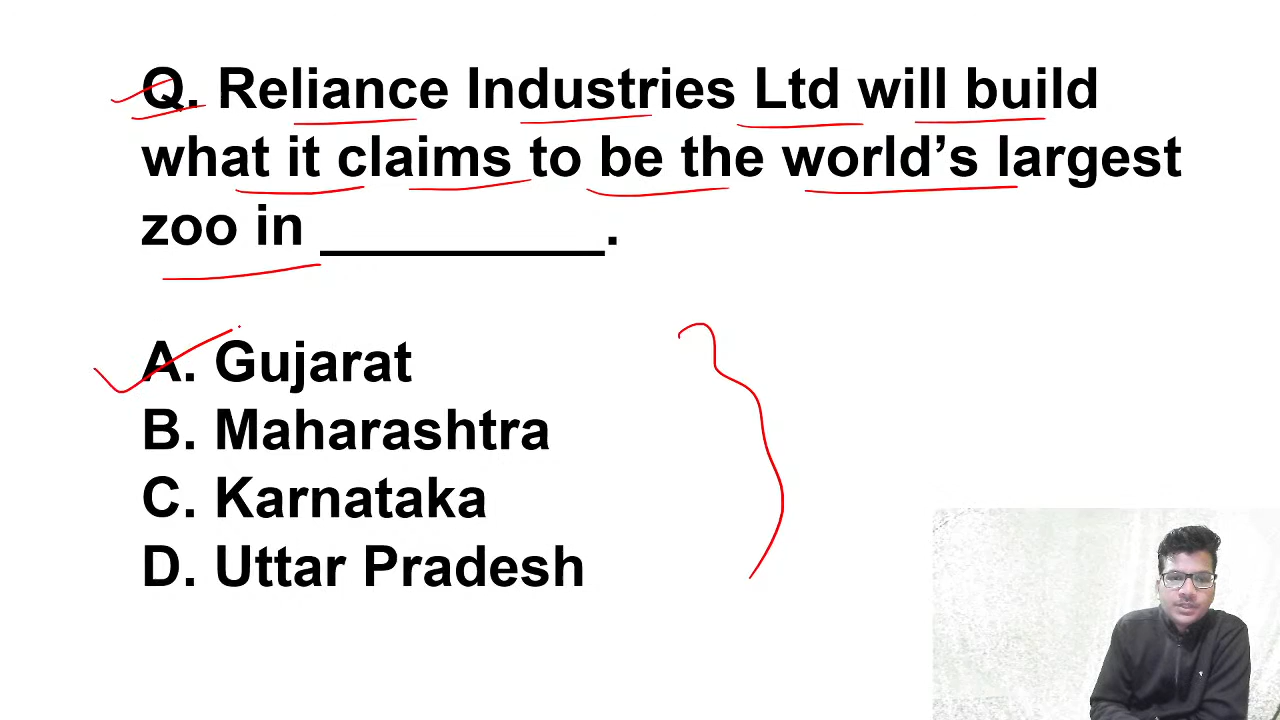 Q. Reliance Industries Ltd will build
what it claims to be the world’s largest
zoo in __________.
A. Gujarat
B. Maharashtra
C. Karnataka
D. Uttar Pradesh